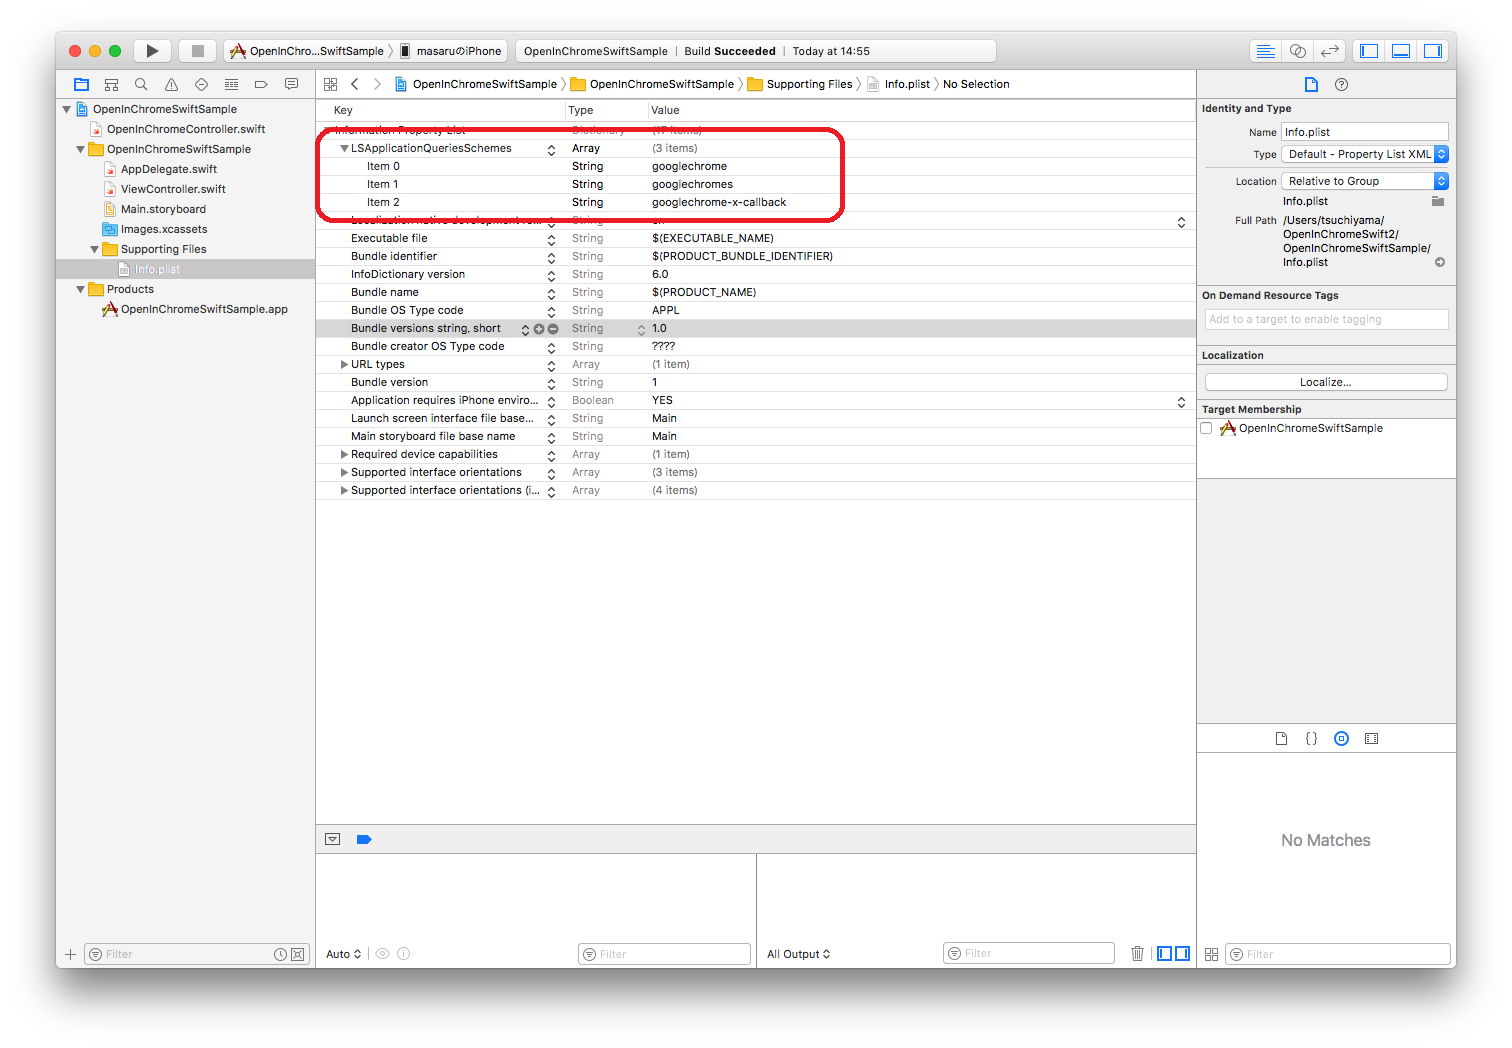 OpenInChro...SwiftSample 〉 masaruのiPhone
OpenInChromeSwiftSample | Build Succeeded | Today at 14:55
OpenInChromeSwiftSample 〉 OpenInChromeSwiftSample 〉 Supporting Files 〉 Info.plist 〉 No Selection
OpenInChromeSwiftSample
OpenInChromeController.swift
OpenInChromeSwiftSample
AppDelegate.swift
ViewController.swift
Main.storyboard
Images.xcassets
Supporting Files
Info.plist
Products
OpenInChromeSwiftSample.app
Filter
Key Type Value
Information Property List Dictionary (17 items)
LSApplicationQueriesSchemes Array (3 items)
Item 0 String googlechrome
Item 1 String googlechromes
Item 2 String googlechrome-x-callback
Localization native development re... String en
Executable file String $(EXECUTABLE_NAME)
Bundle identifier String $(PRODUCT_BUNDLE_IDENTIFIER)
InfoDictionary version String 6.0
Bundle name String $(PRODUCT_NAME)
Bundle OS Type code String APPL
Bundle versions string, short String 1.0
Bundle creator OS Type code String ????
URL types Array (1 item)
Bundle version String 1
Application requires iPhone enviro... Boolean YES
Launch screen interface file base... String Main
Main storyboard file base name String Main
Required device capabilities Array (1 item)
Supported interface orientations Array (3 items)
Supported interface orientations (i... Array (4 items)
Auto
Filter
All Output
Filter
Identity and Type
Name Info.plist
Type Default - Property List XML
Location Relative to Group
Info.plist
Full Path /Users/tsuchiyama/
OpenInChromeSwift2/
OpenInChromeSwiftSample/
Info.plist
On Demand Resource Tags
Add to a target to enable tagging
Localization
Localize...
Target Membership
OpenInChromeSwiftSample
{}
No Matches
Filter